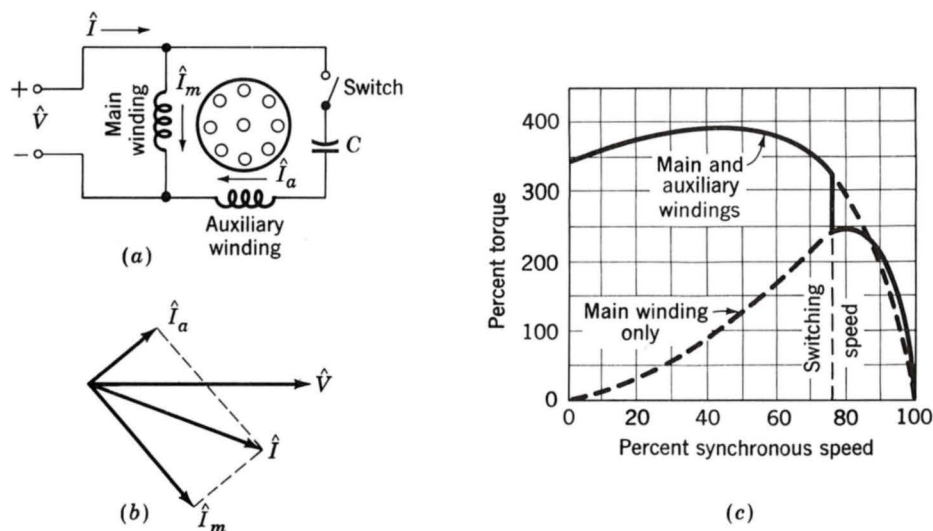 Î
+
V̂
−
Main
winding
Î_m
Switch
C
Î_a
Auxiliary
winding
(a)
Î_a
V̂
Î
Î_m
(b)
Percent torque
400
300
200
100
0
Main and
auxiliary
windings
Main winding
only
Switching
speed
0 20 40 60 80 100
Percent synchronous speed
(c)